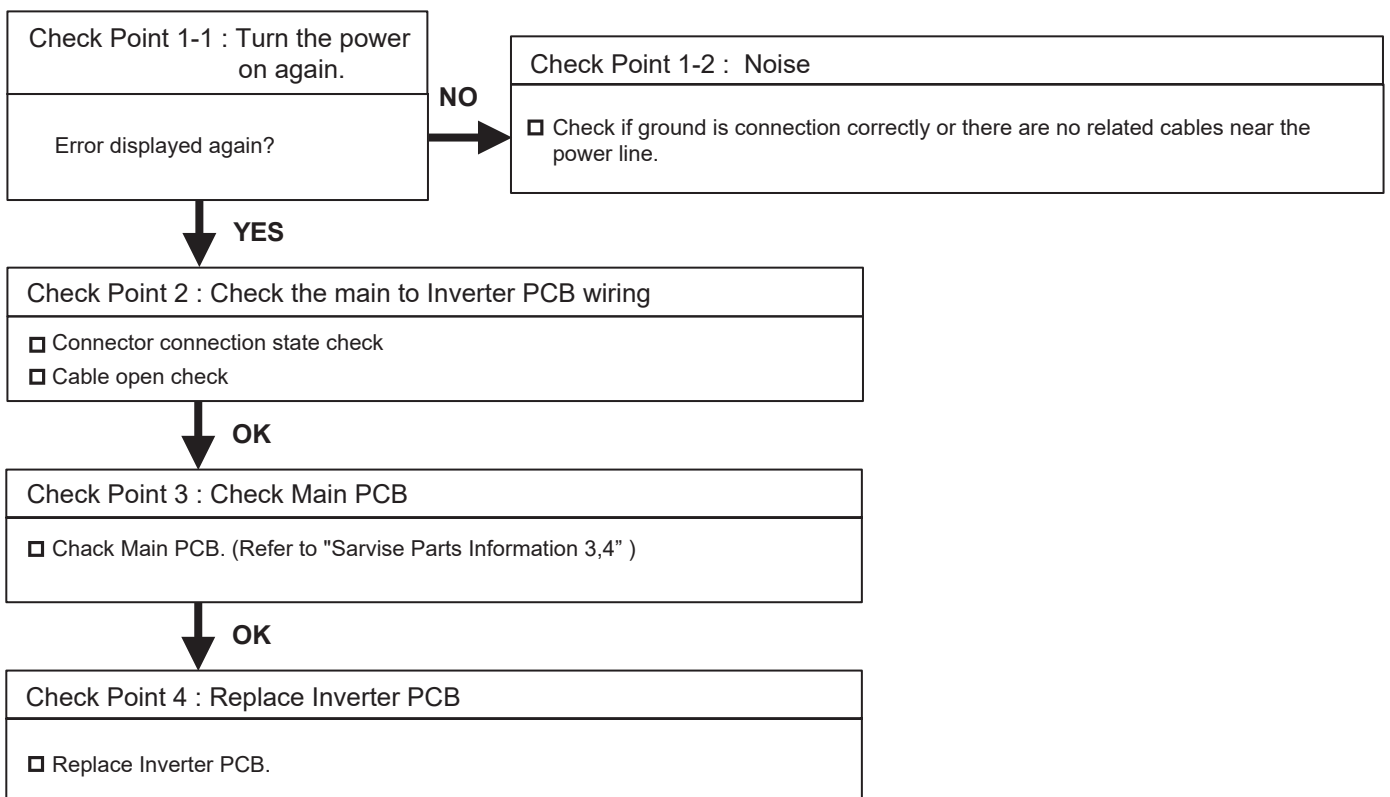 Check Point 1-1 : Turn the power
on again.
Error displayed again?
NO
Check Point 1-2 :  Noise
Check if ground is connection correctly or there are no related cables near the
power line.
YES
Check Point 2 : Check the main to Inverter PCB wiring
Connector connection state check
Cable open check
OK
Check Point 3 : Check Main PCB
Chack Main PCB. (Refer to "Sarvise Parts Information 3,4” )
OK
Check Point 4 : Replace Inverter PCB
Replace Inverter PCB.